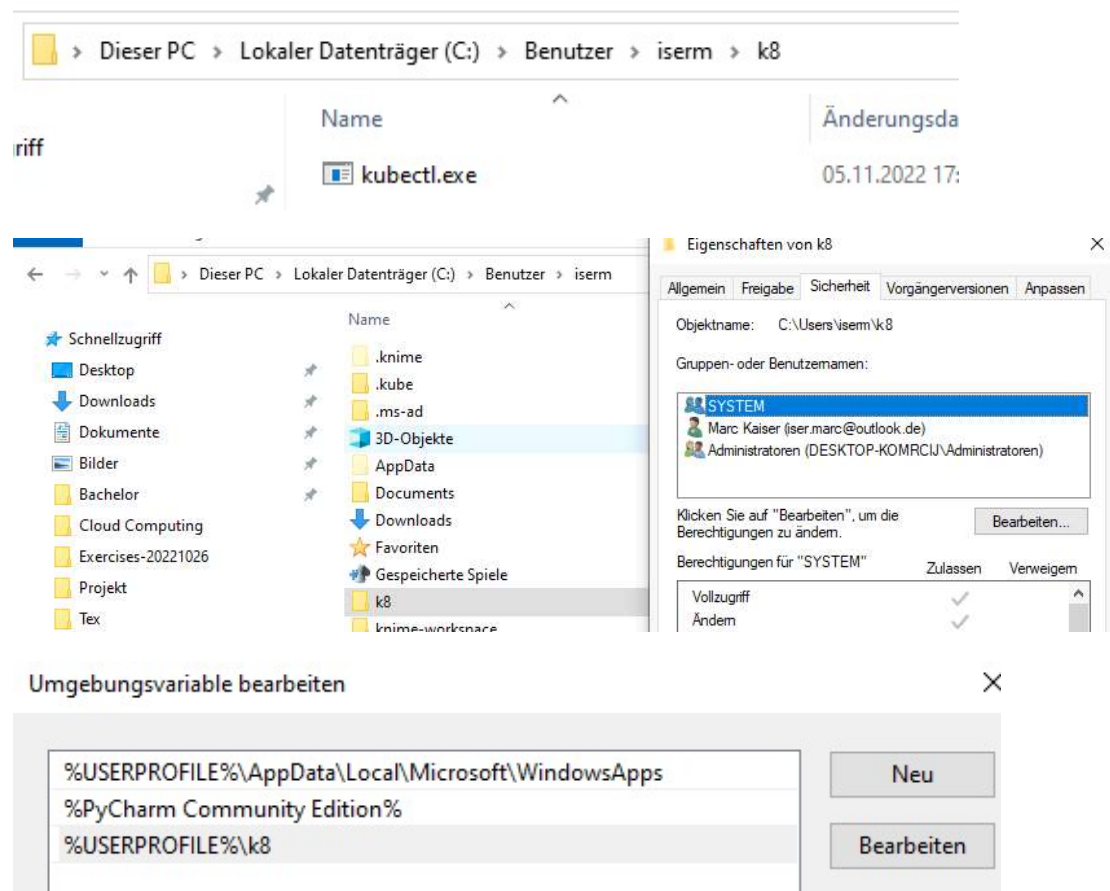 Dieser PC > Lokaler Datenträger (C:) > Benutzer > iserm > k8
Name
Änderungsda
riff
kubectl.exe
05.11.2022 17:
Dieser PC > Lokaler Datenträger (C:) > Benutzer > iserm
Name
Schnellzugriff
Desktop
Downloads
Dokumente
Bilder
Bachelor
Cloud Computing
Exercises-20221026
Projekt
Tex
.knime
.kube
.ms-ad
3D-Objekte
AppData
Documents
Downloads
Favoriten
Gespeicherte Spiele
k8
knime-workspace
Eigenschaften von k8
Allgemein Freigabe Sicherheit Vorgängerversionen Anpassen
Objektname: C:\Users\iserm\k8
Gruppen- oder Benutzernamen:
SYSTEM
Marc Kaiser (iser.marc@outlook.de)
Administratoren (DESKTOP-KOMRCIJ\Administratoren)
Klicken Sie auf "Bearbeiten", um die
Berechtigungen zu ändern.
Bearbeiten...
Berechtigungen für "SYSTEM" Zulassen Verweigern
Vollzugriff
Ändern
Umgebungsvariable bearbeiten
%USERPROFILE%\AppData\Local\Microsoft\WindowsApps
%PyCharm Community Edition%
%USERPROFILE%\k8
Neu
Bearbeiten